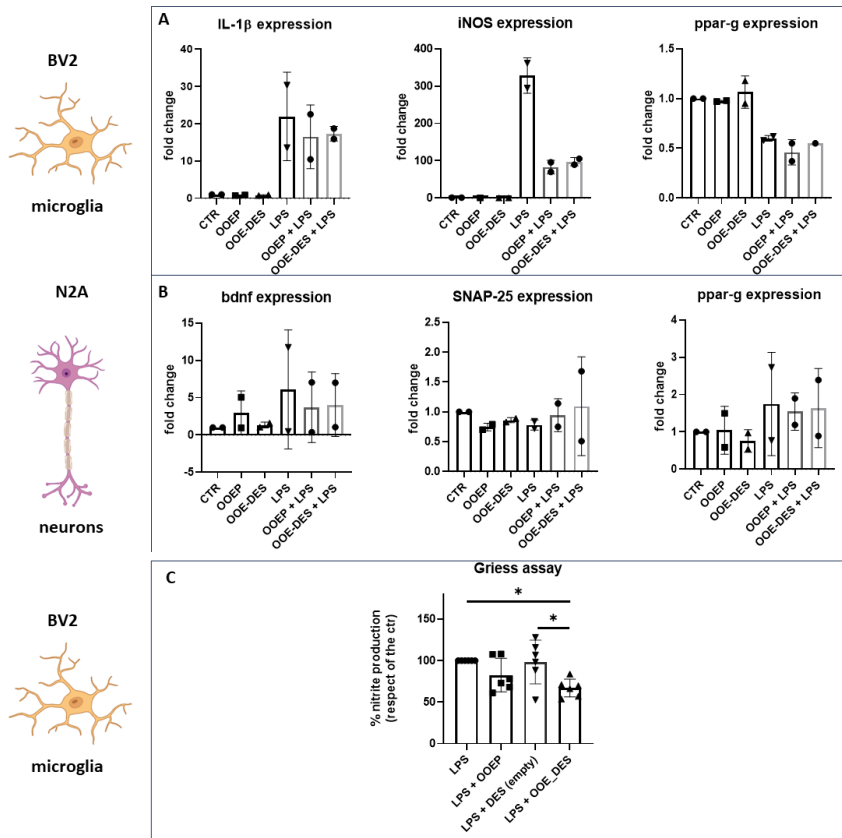 A
BV2
microglia
IL-1β expression
fold change
40
30
20
10
0
CTR
OOEP
OOE-DES
LPS
OOEP + LPS
OOE-DES + LPS
iNOS expression
fold change
400
300
200
100
0
CTR
OOEP
OOE-DES
LPS
OOEP + LPS
OOE-DES + LPS
ppar-g expression
fold change
1.5
1.0
0.5
0.0
CTR
OOEP
OOE-DES
LPS
OOEP + LPS
OOE-DES + LPS
B
N2A
neurons
bdnf expression
fold change
15
10
5
0
-5
CTR
OOEP
OOE-DES
LPS
OOEP + LPS
OOE-DES + LPS
SNAP-25 expression
fold change
2.5
2.0
1.5
1.0
0.5
0.0
CTR
OOEP
OOE-DES
LPS
OOEP + LPS
OOE-DES + LPS
ppar-g expression
fold change
4
3
2
1
0
CTR
OOEP
OOE-DES
LPS
OOEP + LPS
OOE-DES + LPS
C
BV2
microglia
Griess assay
% nitrite production
(respect of the ctr)
150
100
50
0
*
*
LPS
LPS + OOEP
LPS + DES (empty)
LPS + OOE_DES